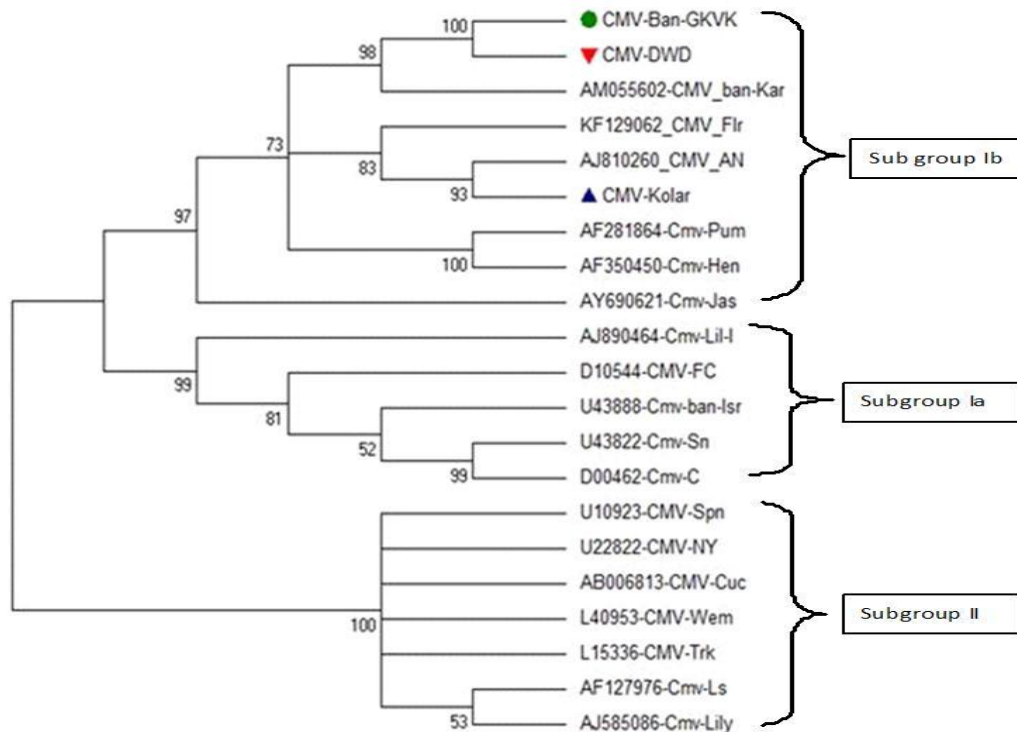 100
CMV-Ban-GKVK
98
CMV-DWD
AM055602-CMV_ban-Kar
73
KF129062_CMV_Flr
83
AJ810260_CMV_AN
Sub group Ib
93
CMV-Kolar
97
AF281864-Cmv-Pum
100
AF350450-Cmv-Hen
AY690621-Cmv-Jas
AJ890464-Cmv-Lil-I
99
D10544-CMV-FC
81
U43888-Cmv-ban-Isr
Subgroup Ia
52
U43822-Cmv-Sn
99
D00462-Cmv-C
U10923-CMV-Spn
U22822-CMV-NY
AB006813-CMV-Cuc
100
L40953-CMV-Wem
Subgroup II
L15336-CMV-Trk
AF127976-Cmv-Ls
53
AJ585086-Cmv-Lily